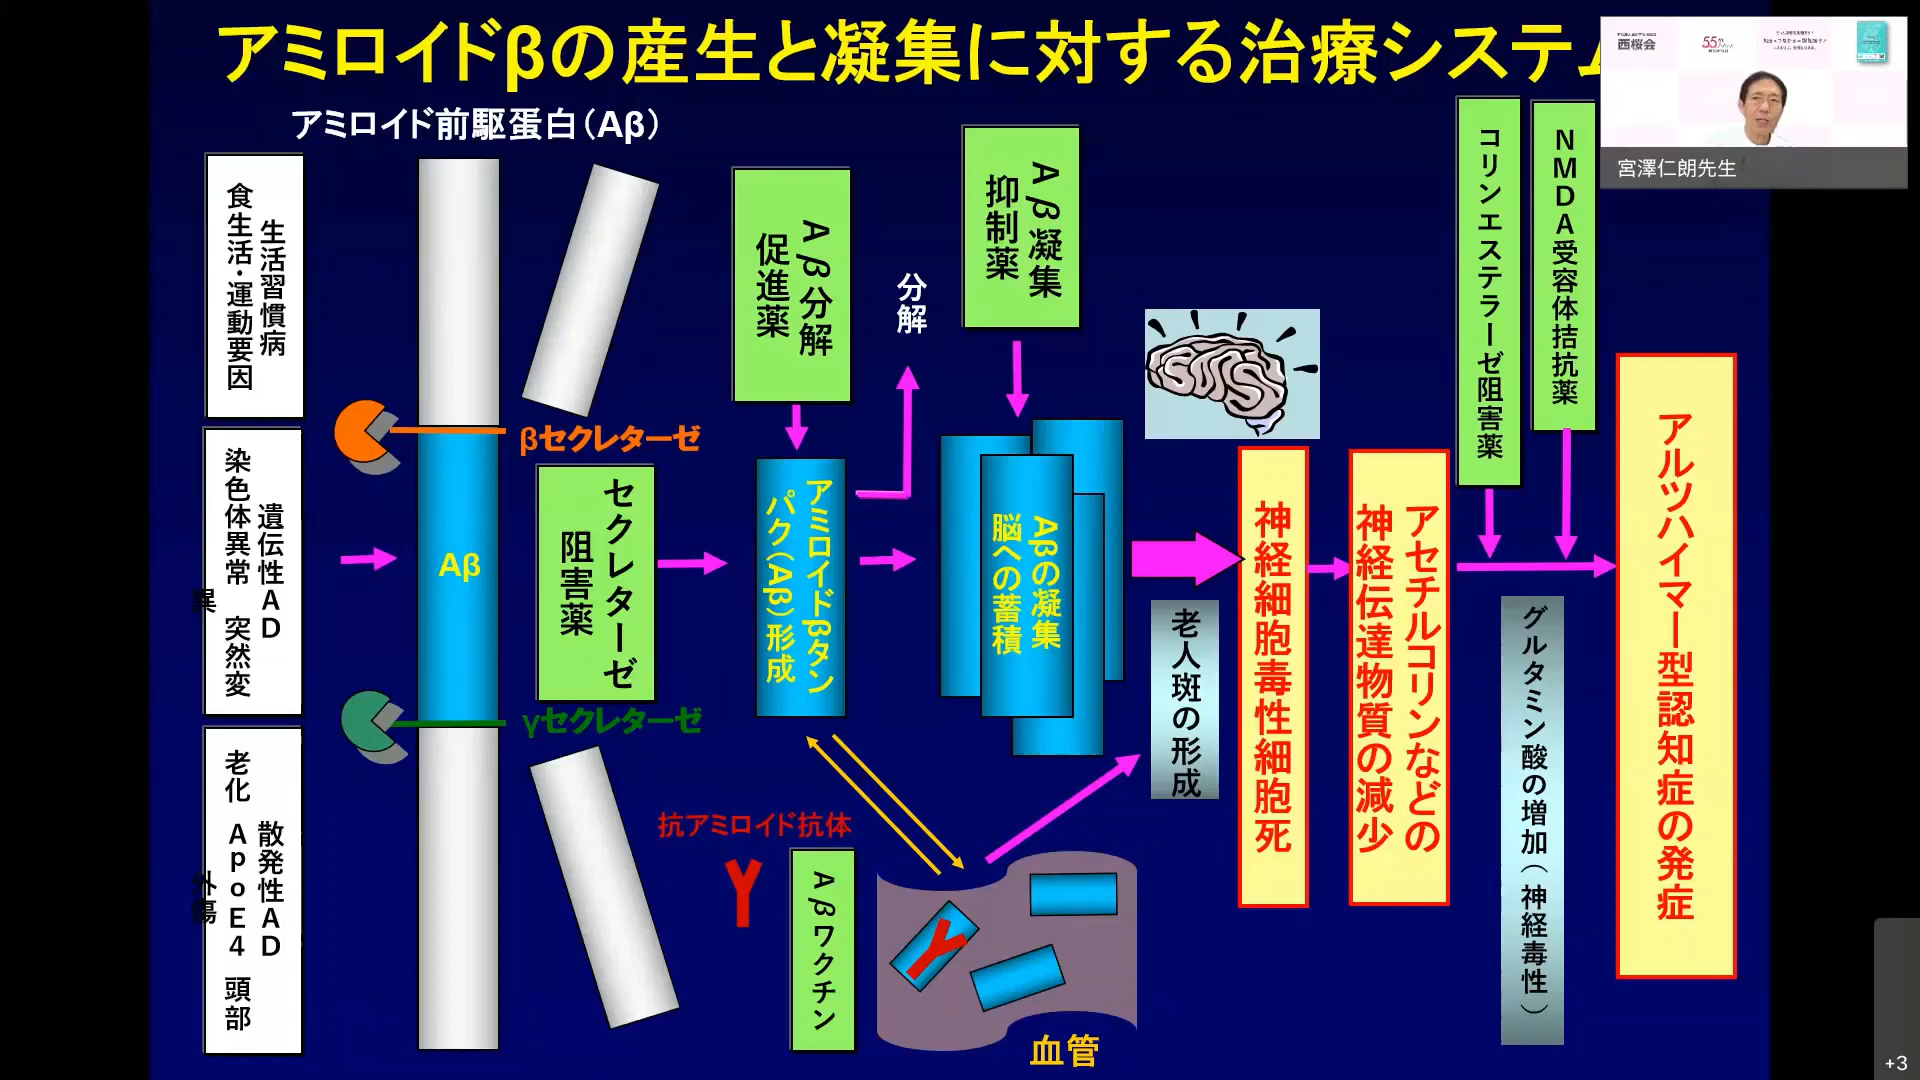 アミロイドβの産生と凝集に対する治療システム
西桜会
55
宮澤仁朗先生
アミロイド前駆蛋白（Aβ）
生活習慣病
食生活・運動要因
遺伝性AD
染色体異常　突然変
異
散発性AD
老化　ApoE4　頭部
外傷
βセクレターゼ
Aβ
γセクレターゼ
セクレターゼ
阻害薬
Aβ分解
促進薬
分解
アミロイドβタン
パク（Aβ）形成
Aβ凝集
抑制薬
Aβの凝集
脳への蓄積
抗アミロイド抗体
Aβワクチン
血管
老人斑の形成
神経細胞毒性細胞死
アセチルコリンなどの
神経伝達物質の減少
コリンエステラーゼ阻害薬
NMDA受容体拮抗薬
グルタミン酸の増加（神経毒性）
アルツハイマー型認知症の発症
+3